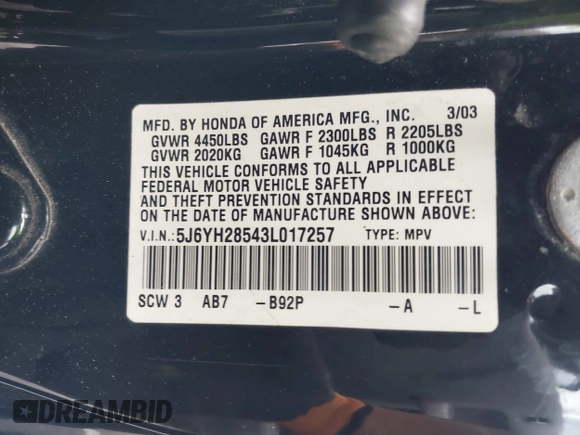 MFD. BY HONDA OF AMERICA MFG., INC. 3/03
GVWR 4450LBS GAWR F 2300LBS R 2205LBS
GVWR 2020KG GAWR F 1045KG R 1000KG
THIS VEHICLE CONFORMS TO ALL APPLICABLE
FEDERAL MOTOR VEHICLE SAFETY
AND THEFT PREVENTION STANDARDS IN EFFECT
ON THE DATE OF MANUFACTURE SHOWN ABOVE:
V.I.N.:5J6YH28543L017257 TYPE: MPV
SCW 3 AB7 -B92P -A -L
DREAMBID